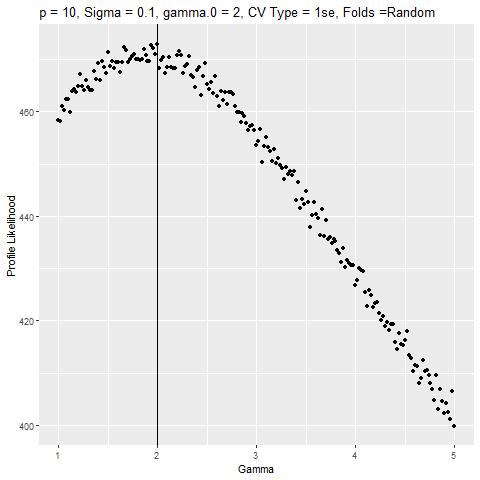 p = 10, Sigma = 0.1, gamma.0 = 2, CV Type = 1se, Folds =Random
Profile Likelihood
460
440
420
400
1 2 3 4 5
Gamma